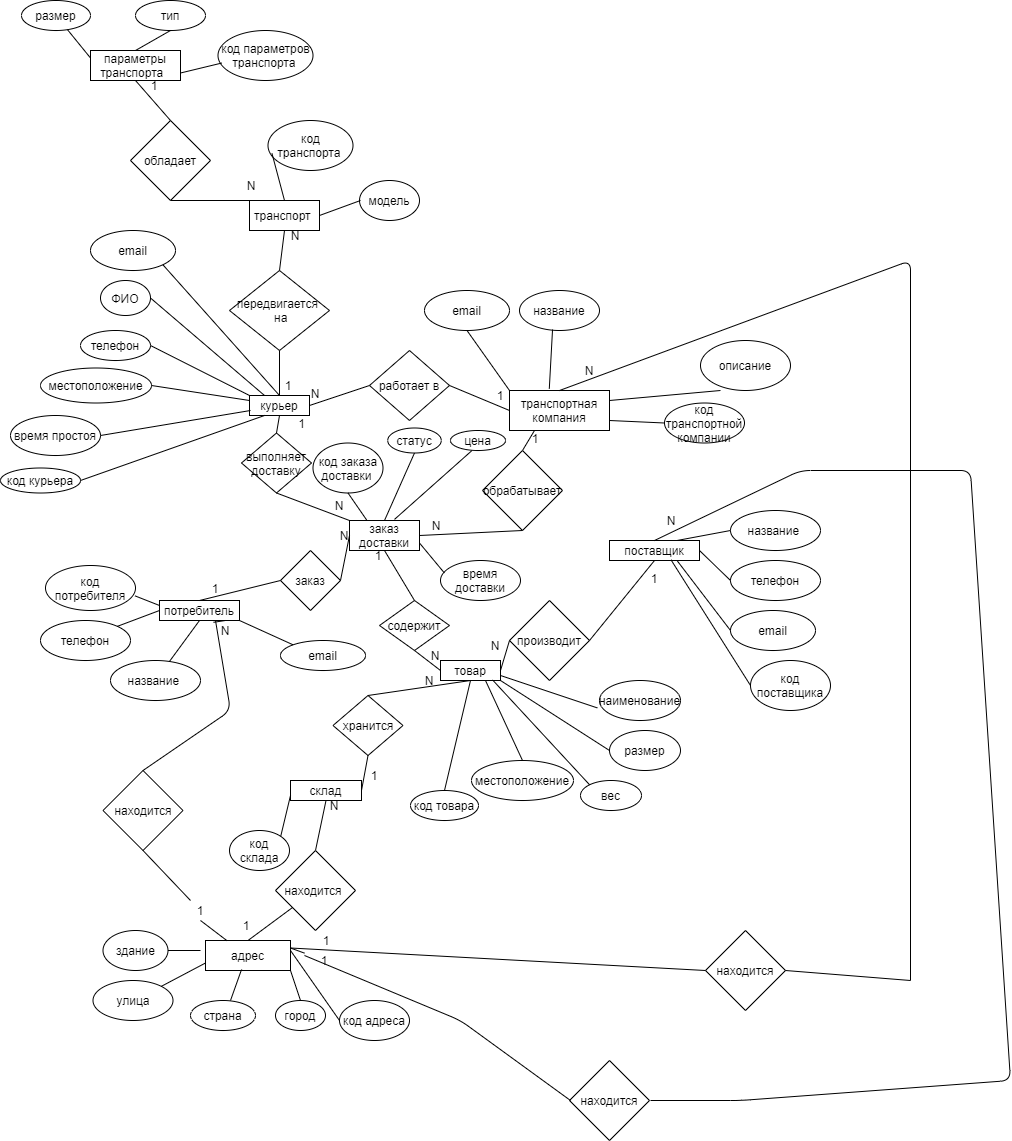 размер
тип
параметры
транспорта
код параметров
транспорта
1
обладает
код
транспорта
N
модель
транспорт
N
email
ФИО
передвигается
на
email
название
телефон
местоположение
1
N
работает в
1
N
описание
курьер
транспортная
компания
код
транспортной
компании
время простоя
1
статус
цена
1
выполняет
доставку
код заказа
доставки
код курьера
обрабатывает
N
N
заказ
доставки
N
1
N
название
поставщик
время
доставки
телефон
1
код
потребителя
заказ
1
потребитель
N
содержит
email
телефон
производит
email
N
N
товар
код
поставщика
название
N
наименование
хранится
размер
1
местоположение
склад
N
код товара
вес
находится
код
склада
находится
1
1
1
здание
адрес
1
находится
улица
страна
город
код адреса
находится